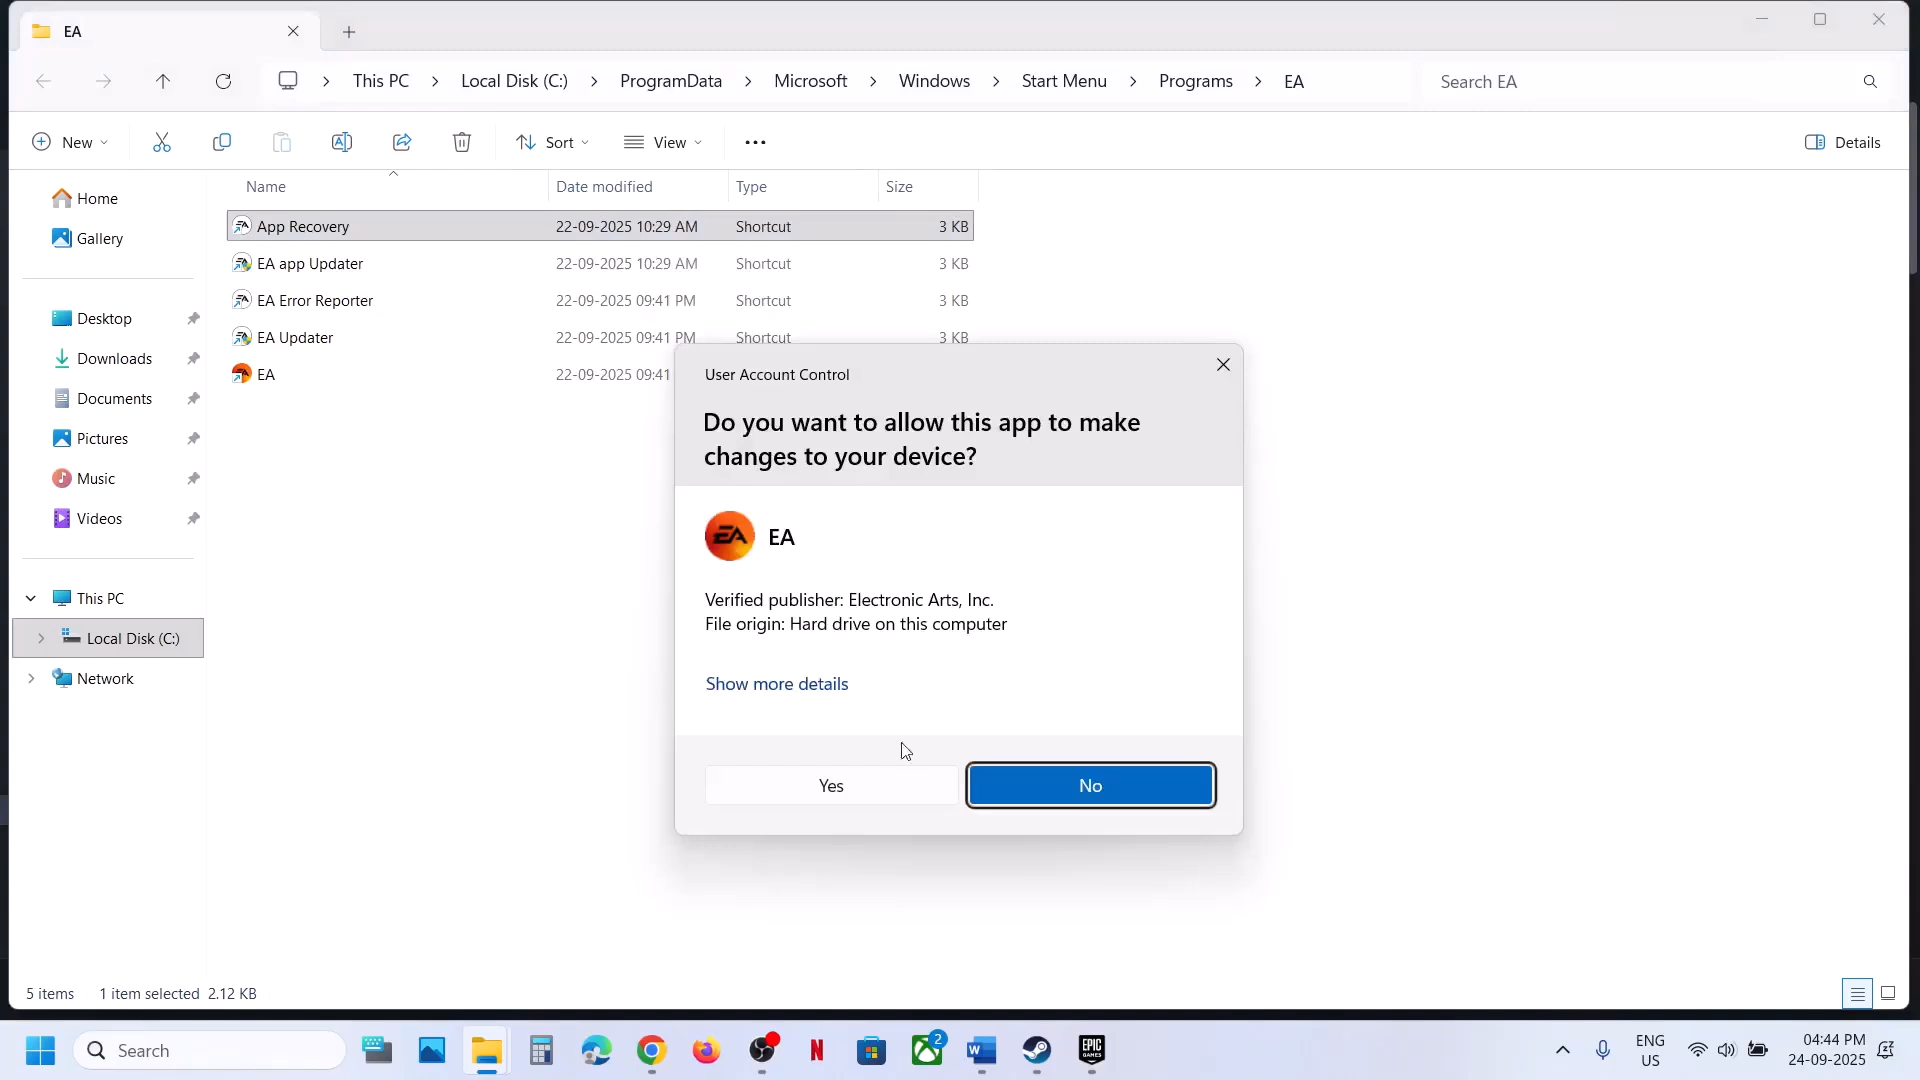 EA
This PC
Local Disk (C:)
ProgramData
Microsoft
Windows
Start Menu
Programs
EA
Search EA
New
Sort
View
Details
Name
Date modified
Type
Size
Home
Gallery
Desktop
Downloads
Documents
Pictures
Music
Videos
This PC
Local Disk (C:)
Network
App Recovery 22-09-2025 10:29 AM Shortcut 3 KB
EA app Updater 22-09-2025 10:29 AM Shortcut 3 KB
EA Error Reporter 22-09-2025 09:41 PM Shortcut 3 KB
EA Updater 22-09-2025 09:41 PM Shortcut 3 KB
EA 22-09-2025 09:41
User Account Control
Do you want to allow this app to make
changes to your device?
EA
EA
Verified publisher: Electronic Arts, Inc.
File origin: Hard drive on this computer
Show more details
Yes
No
5 items
1 item selected 2.12 KB
Search
N
2
W
EPIC
GAMES
ENG
US
04:44 PM
24-09-2025